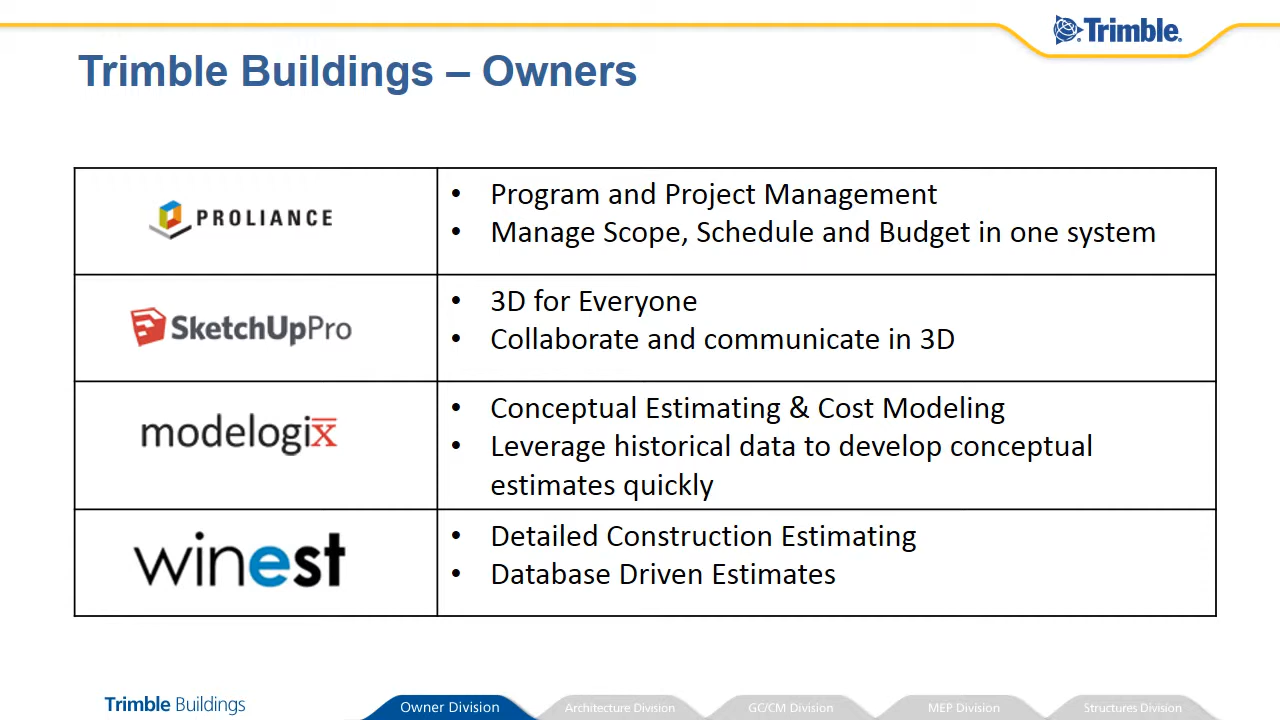 Trimble
Trimble Buildings – Owners
PROLIANCE
• Program and Project Management
• Manage Scope, Schedule and Budget in one system
SketchUpPro
• 3D for Everyone
• Collaborate and communicate in 3D
modelogix
• Conceptual Estimating & Cost Modeling
• Leverage historical data to develop conceptual
estimates quickly
winest
• Detailed Construction Estimating
• Database Driven Estimates
Trimble Buildings
Owner Division
Architecture Division
GC/CM Division
MEP Division
Structures Division